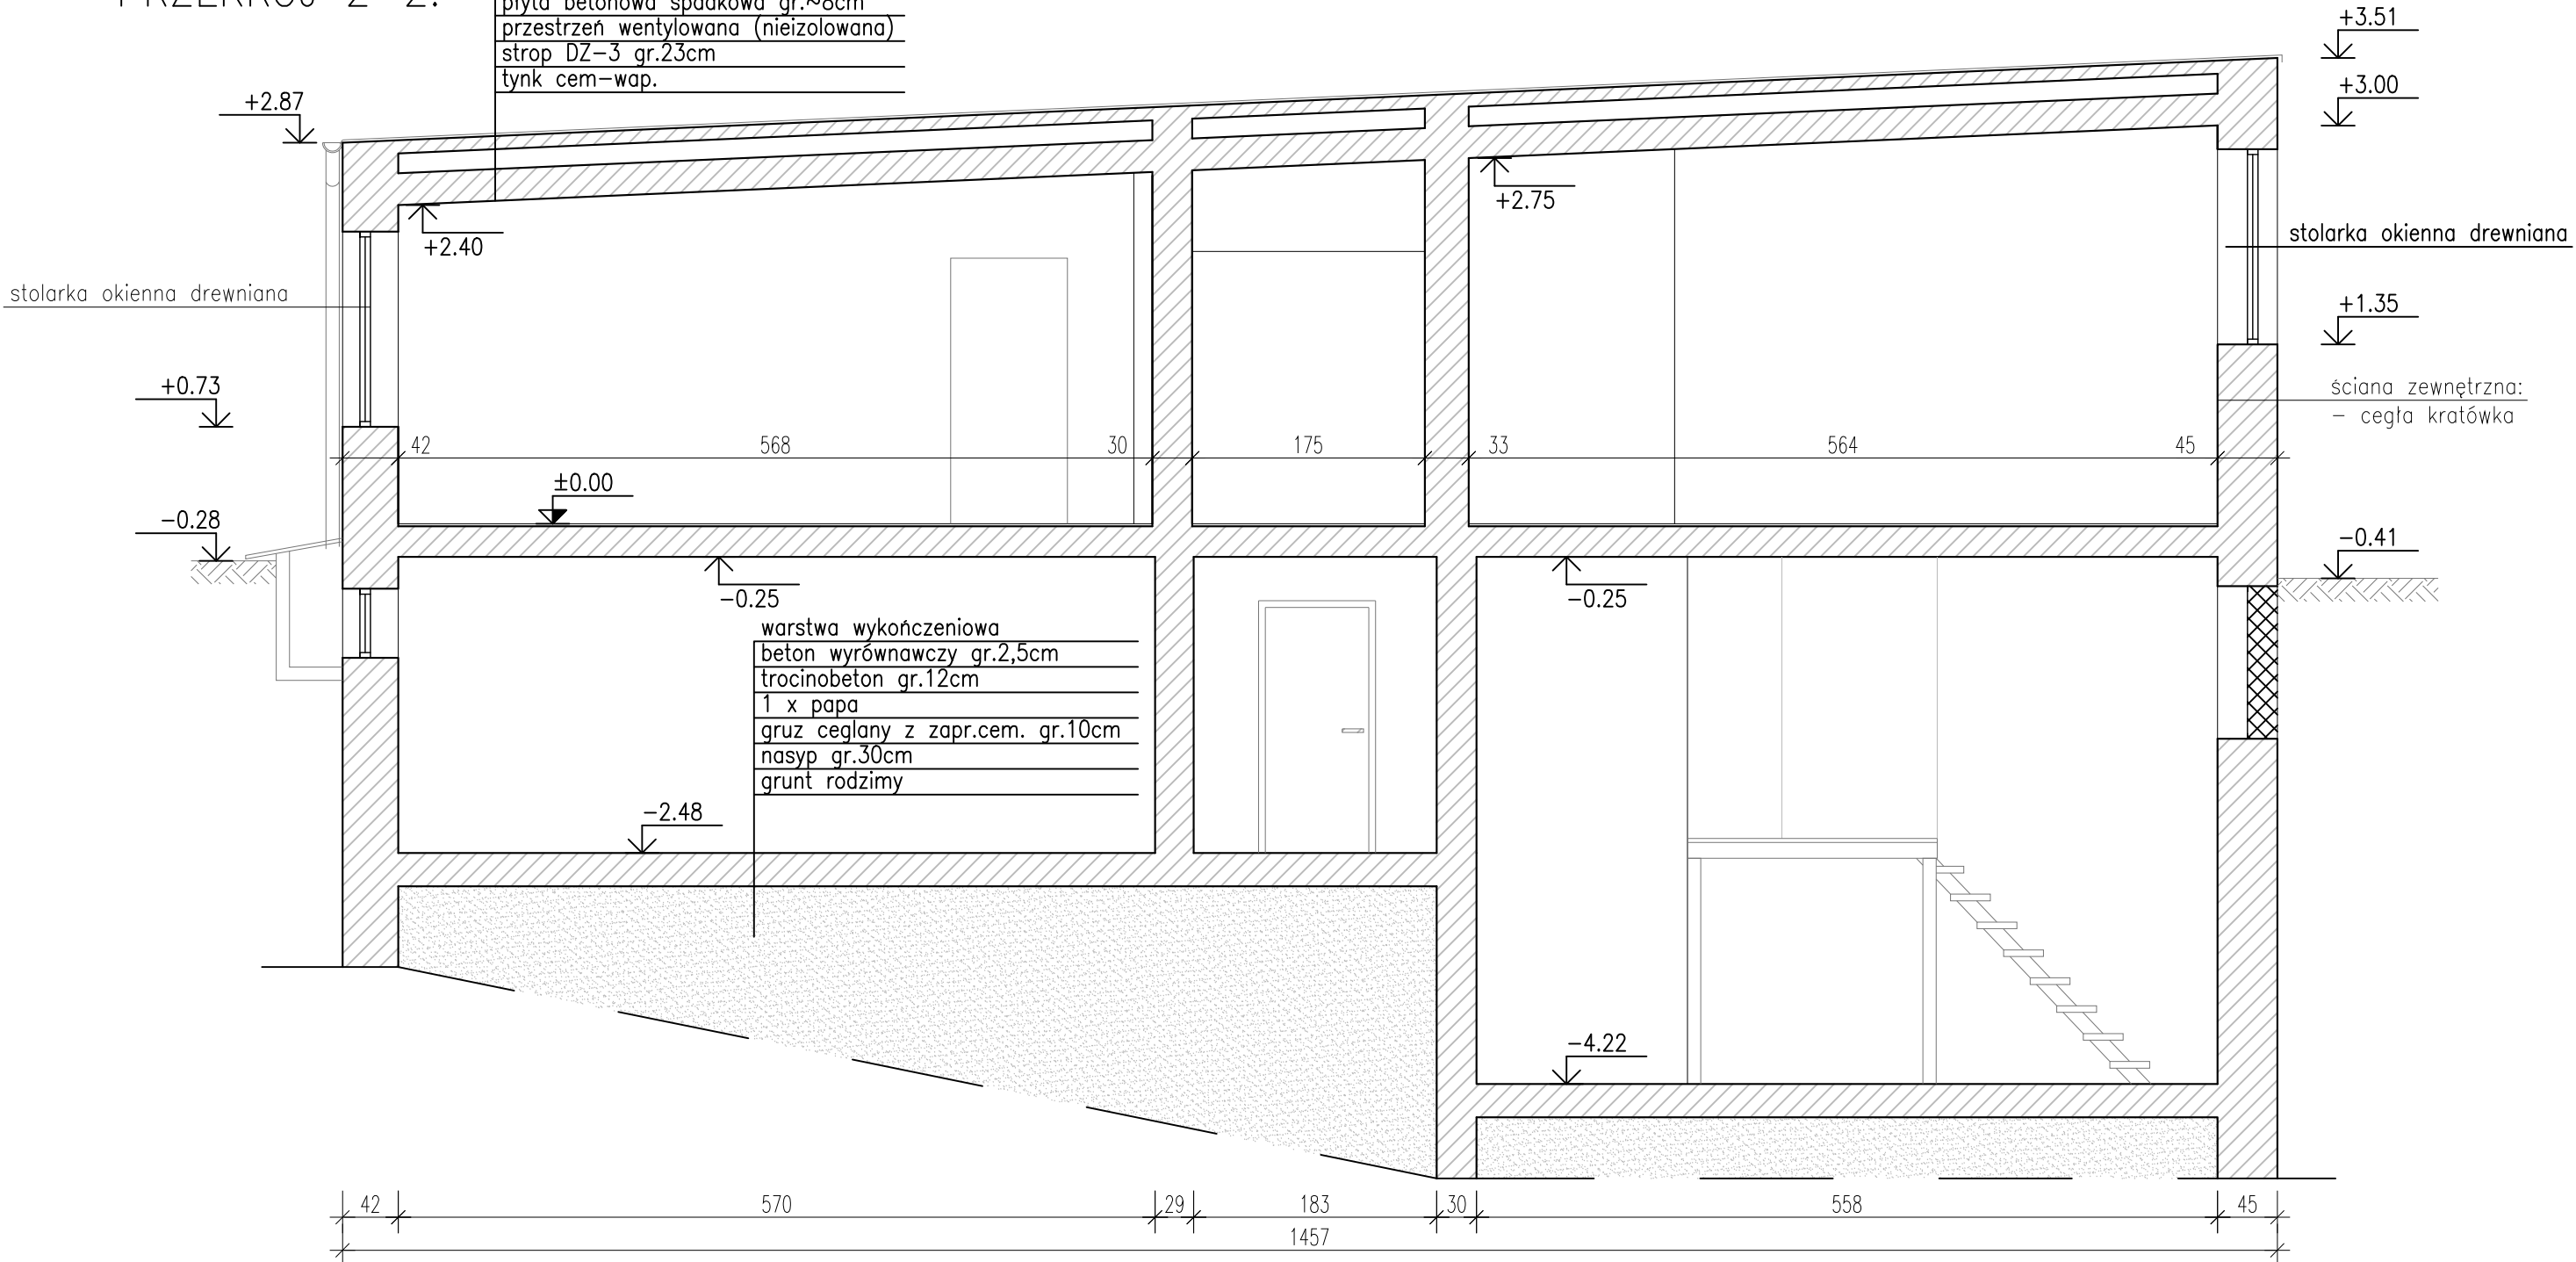 PRZEKRÓJ Z-Z:
płyta betonowa spadkowa gr.~8cm
przestrzeń wentylowana (nieizolowana)
strop DZ-3 gr.23cm
tynk cem-wap.
+3.51
+3.00
+2.87
+2.40
+2.75
stolarka okienna drewniana
stolarka okienna drewniana
+1.35
+0.73
ściana zewnętrzna:
- cegła kratówka
42 568 30 175 33 564 45
±0.00
-0.28
-0.41
-0.25
-0.25
warstwa wykończeniowa
beton wyrównawczy gr.2,5cm
trocinobeton gr.12cm
1 x papa
gruz ceglany z zapr.cem. gr.10cm
nasyp gr.30cm
grunt rodzimy
-2.48
-4.22
42 570 29 183 30 558 45
1457